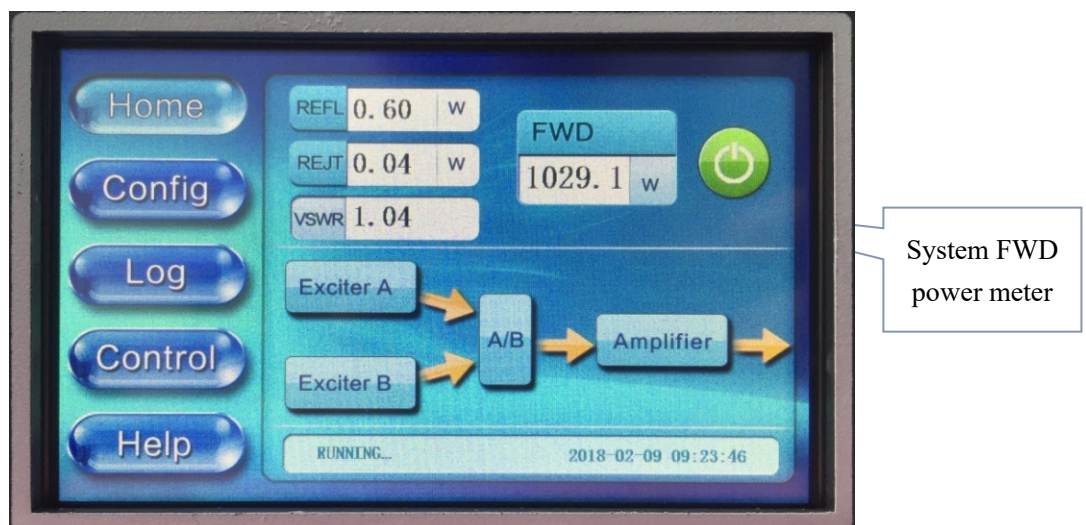 Home
Config
Log
Control
Help
REFL 0.60 W
REJT 0.04 W
VSWR 1.04
FWD
1029.1 W
Exciter A
Exciter B
A/B
Amplifier
RUNNING... 2018-02-09 09:23:46
System FWD
power meter